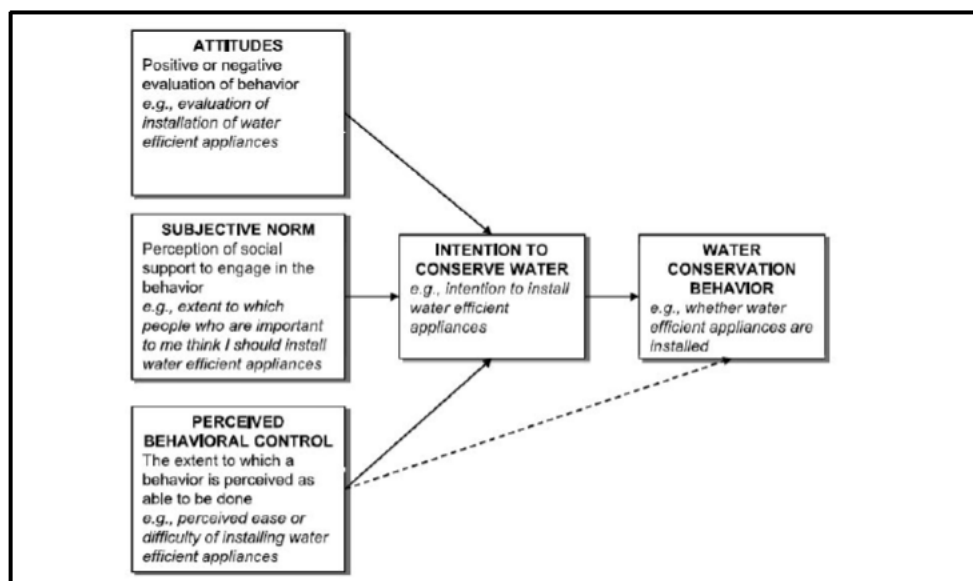 ATTITUDES
Positive or negative
evaluation of behavior
e.g., evaluation of
installation of water
efficient appliances
SUBJECTIVE NORM
Perception of social
support to engage in the
behavior
e.g., extent to which
people who are important
to me think I should install
water efficient appliances
PERCEIVED
BEHAVIORAL CONTROL
The extent to which a
behavior is perceived as
able to be done
e.g., perceived ease or
difficulty of installing water
efficient appliances
INTENTION TO
CONSERVE WATER
e.g., intention to install
water efficient
appliances
WATER
CONSERVATION
BEHAVIOR
e.g., whether water
efficient appliances are
installed